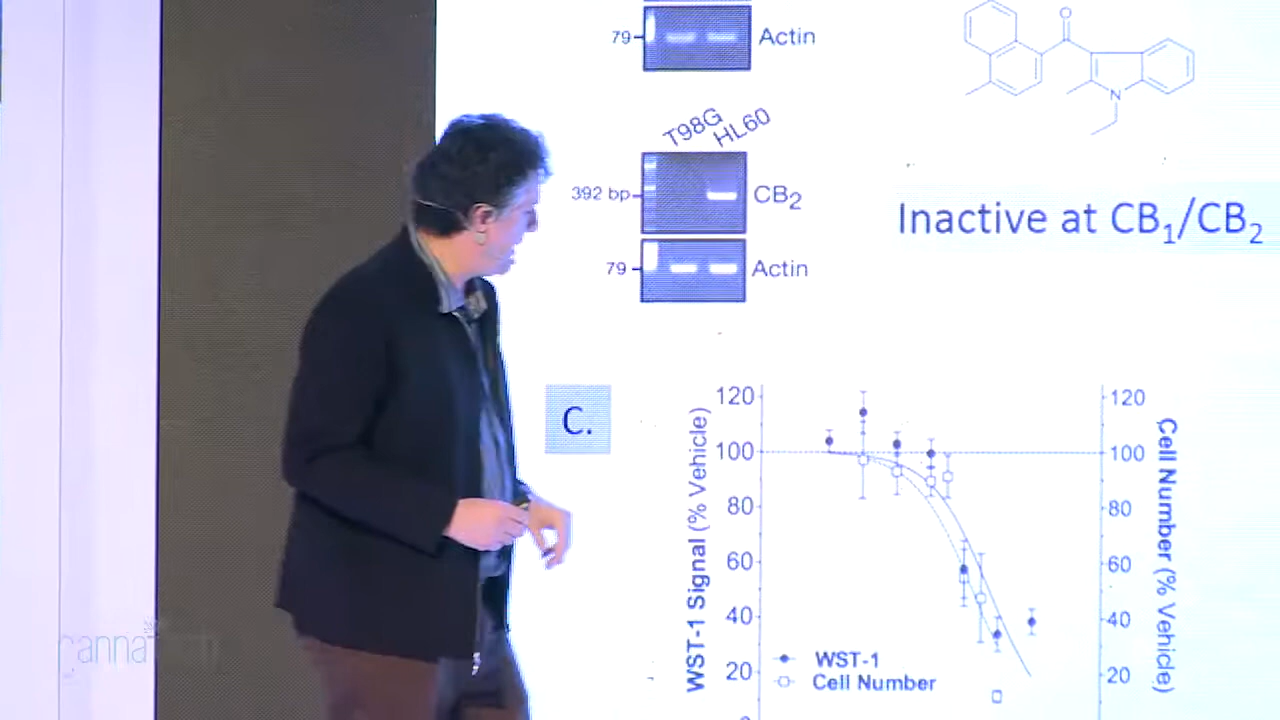 79
Actin
O
N
T98G
HL60
392 bp
CB2
79
Actin
Inactive at CB1/CB2
C.
120
100
80
60
40
20
WST-1 Signal (% Vehicle)
WST-1
Cell Number
120
100
80
60
40
20
Cell Number (% Vehicle)
cannaTech